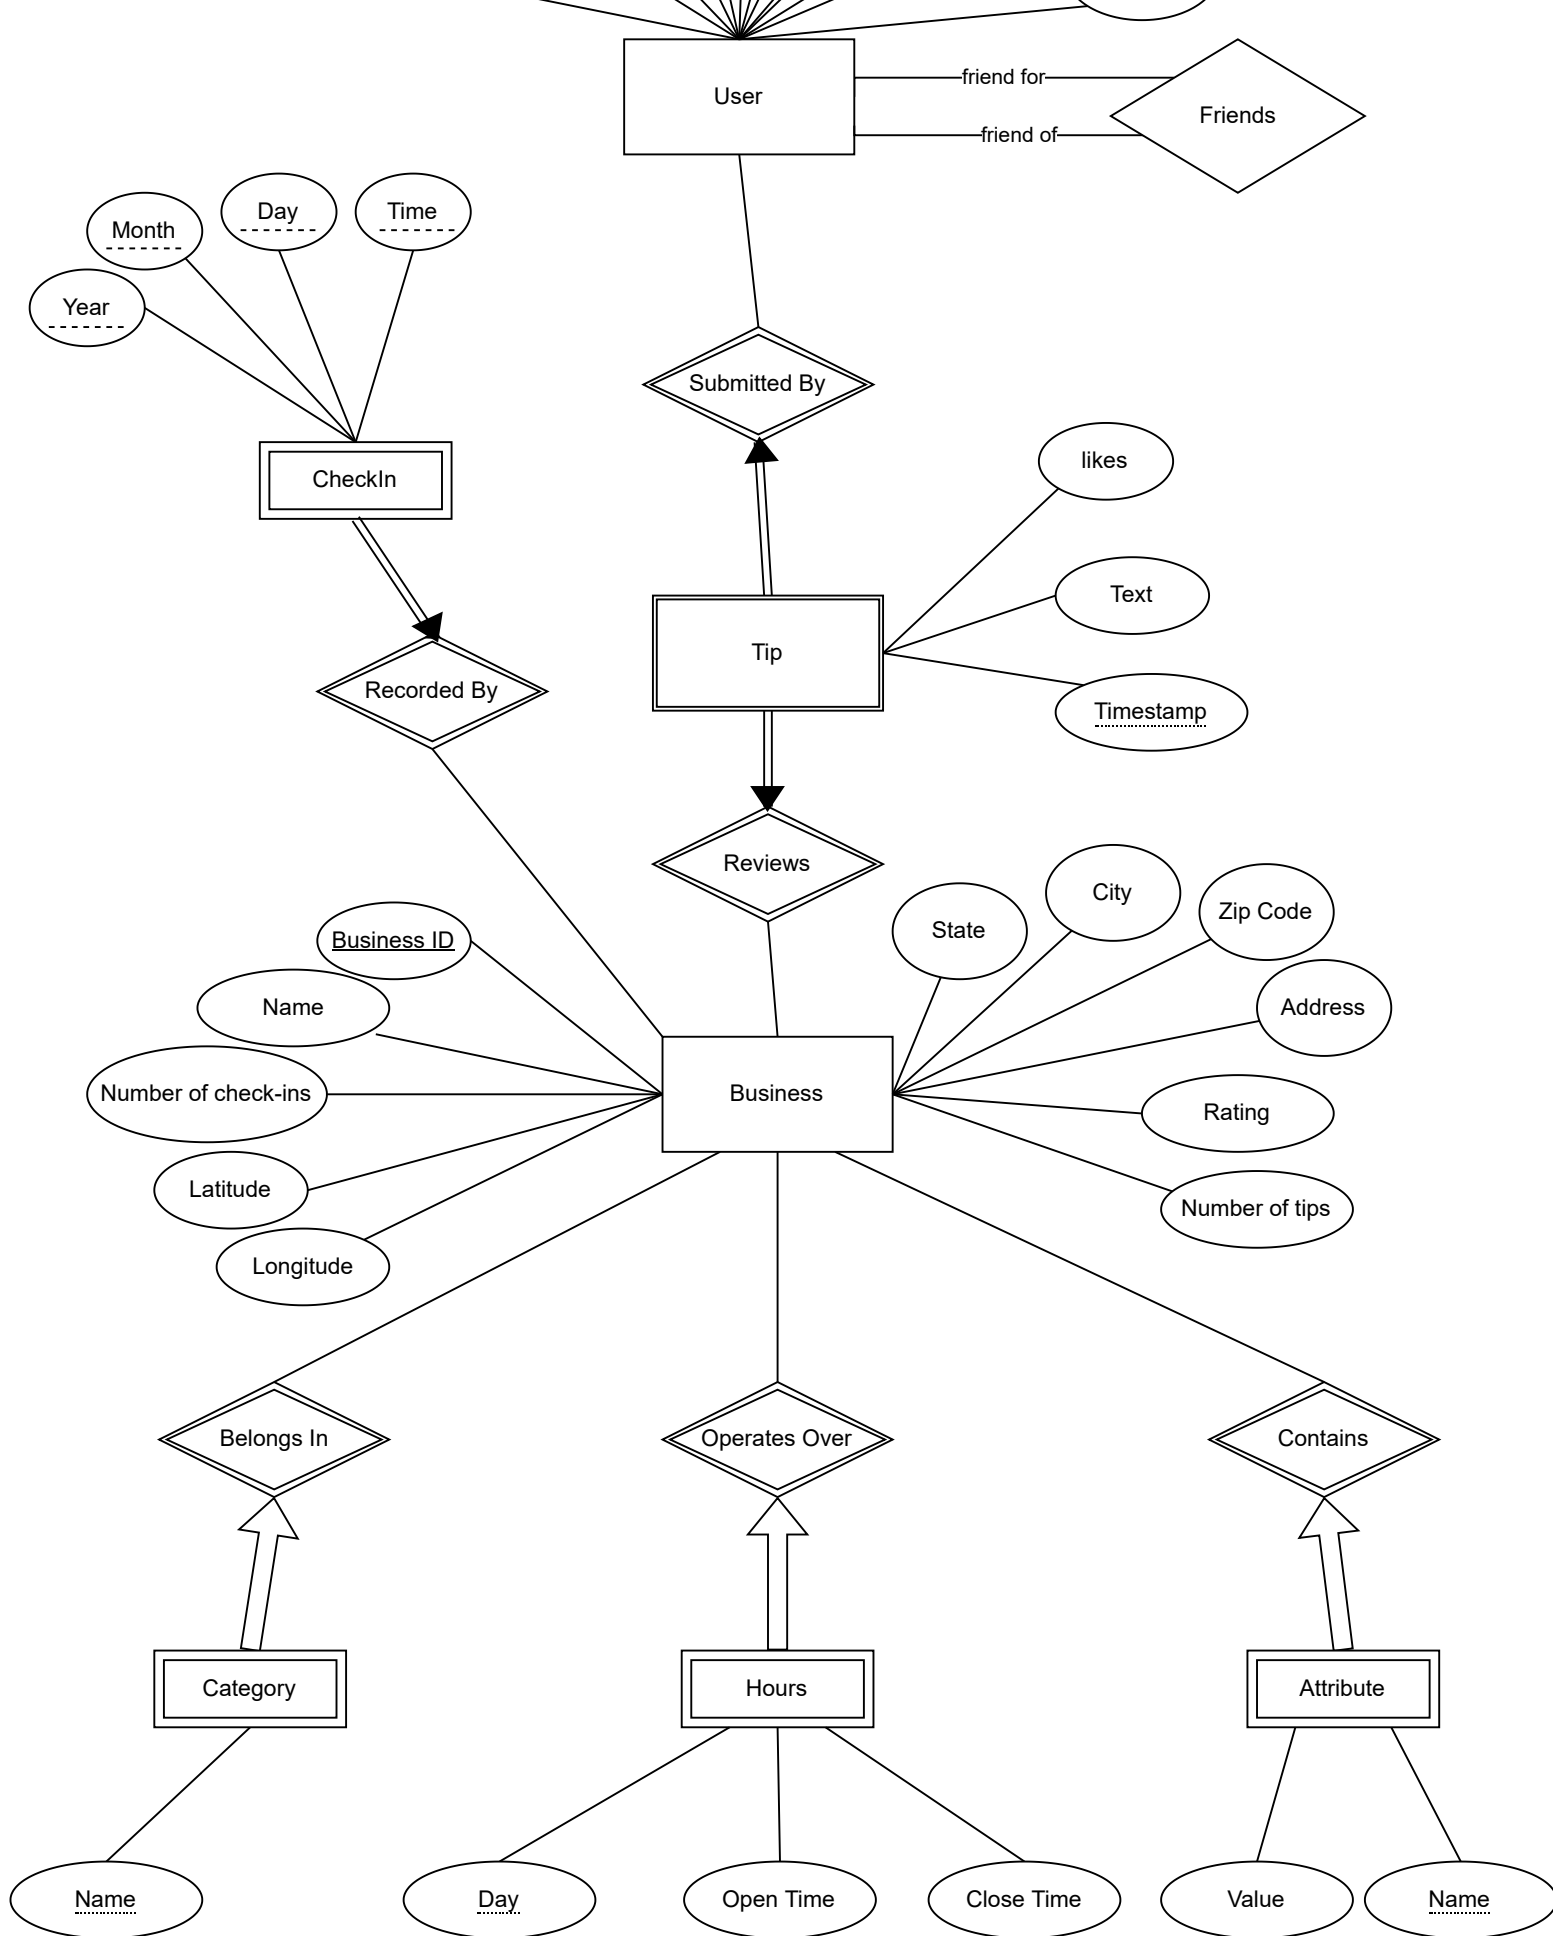 User
friend for
friend of
Friends
Day
Time
Month
Year
Submitted By
CheckIn
likes
Text
Tip
Timestamp
Recorded By
Reviews
State
City
Zip Code
Business ID
Name
Address
Number of check-ins
Business
Rating
Latitude
Number of tips
Longitude
Belongs In
Operates Over
Contains
Category
Hours
Attribute
Name
Day
Open Time
Close Time
Value
Name